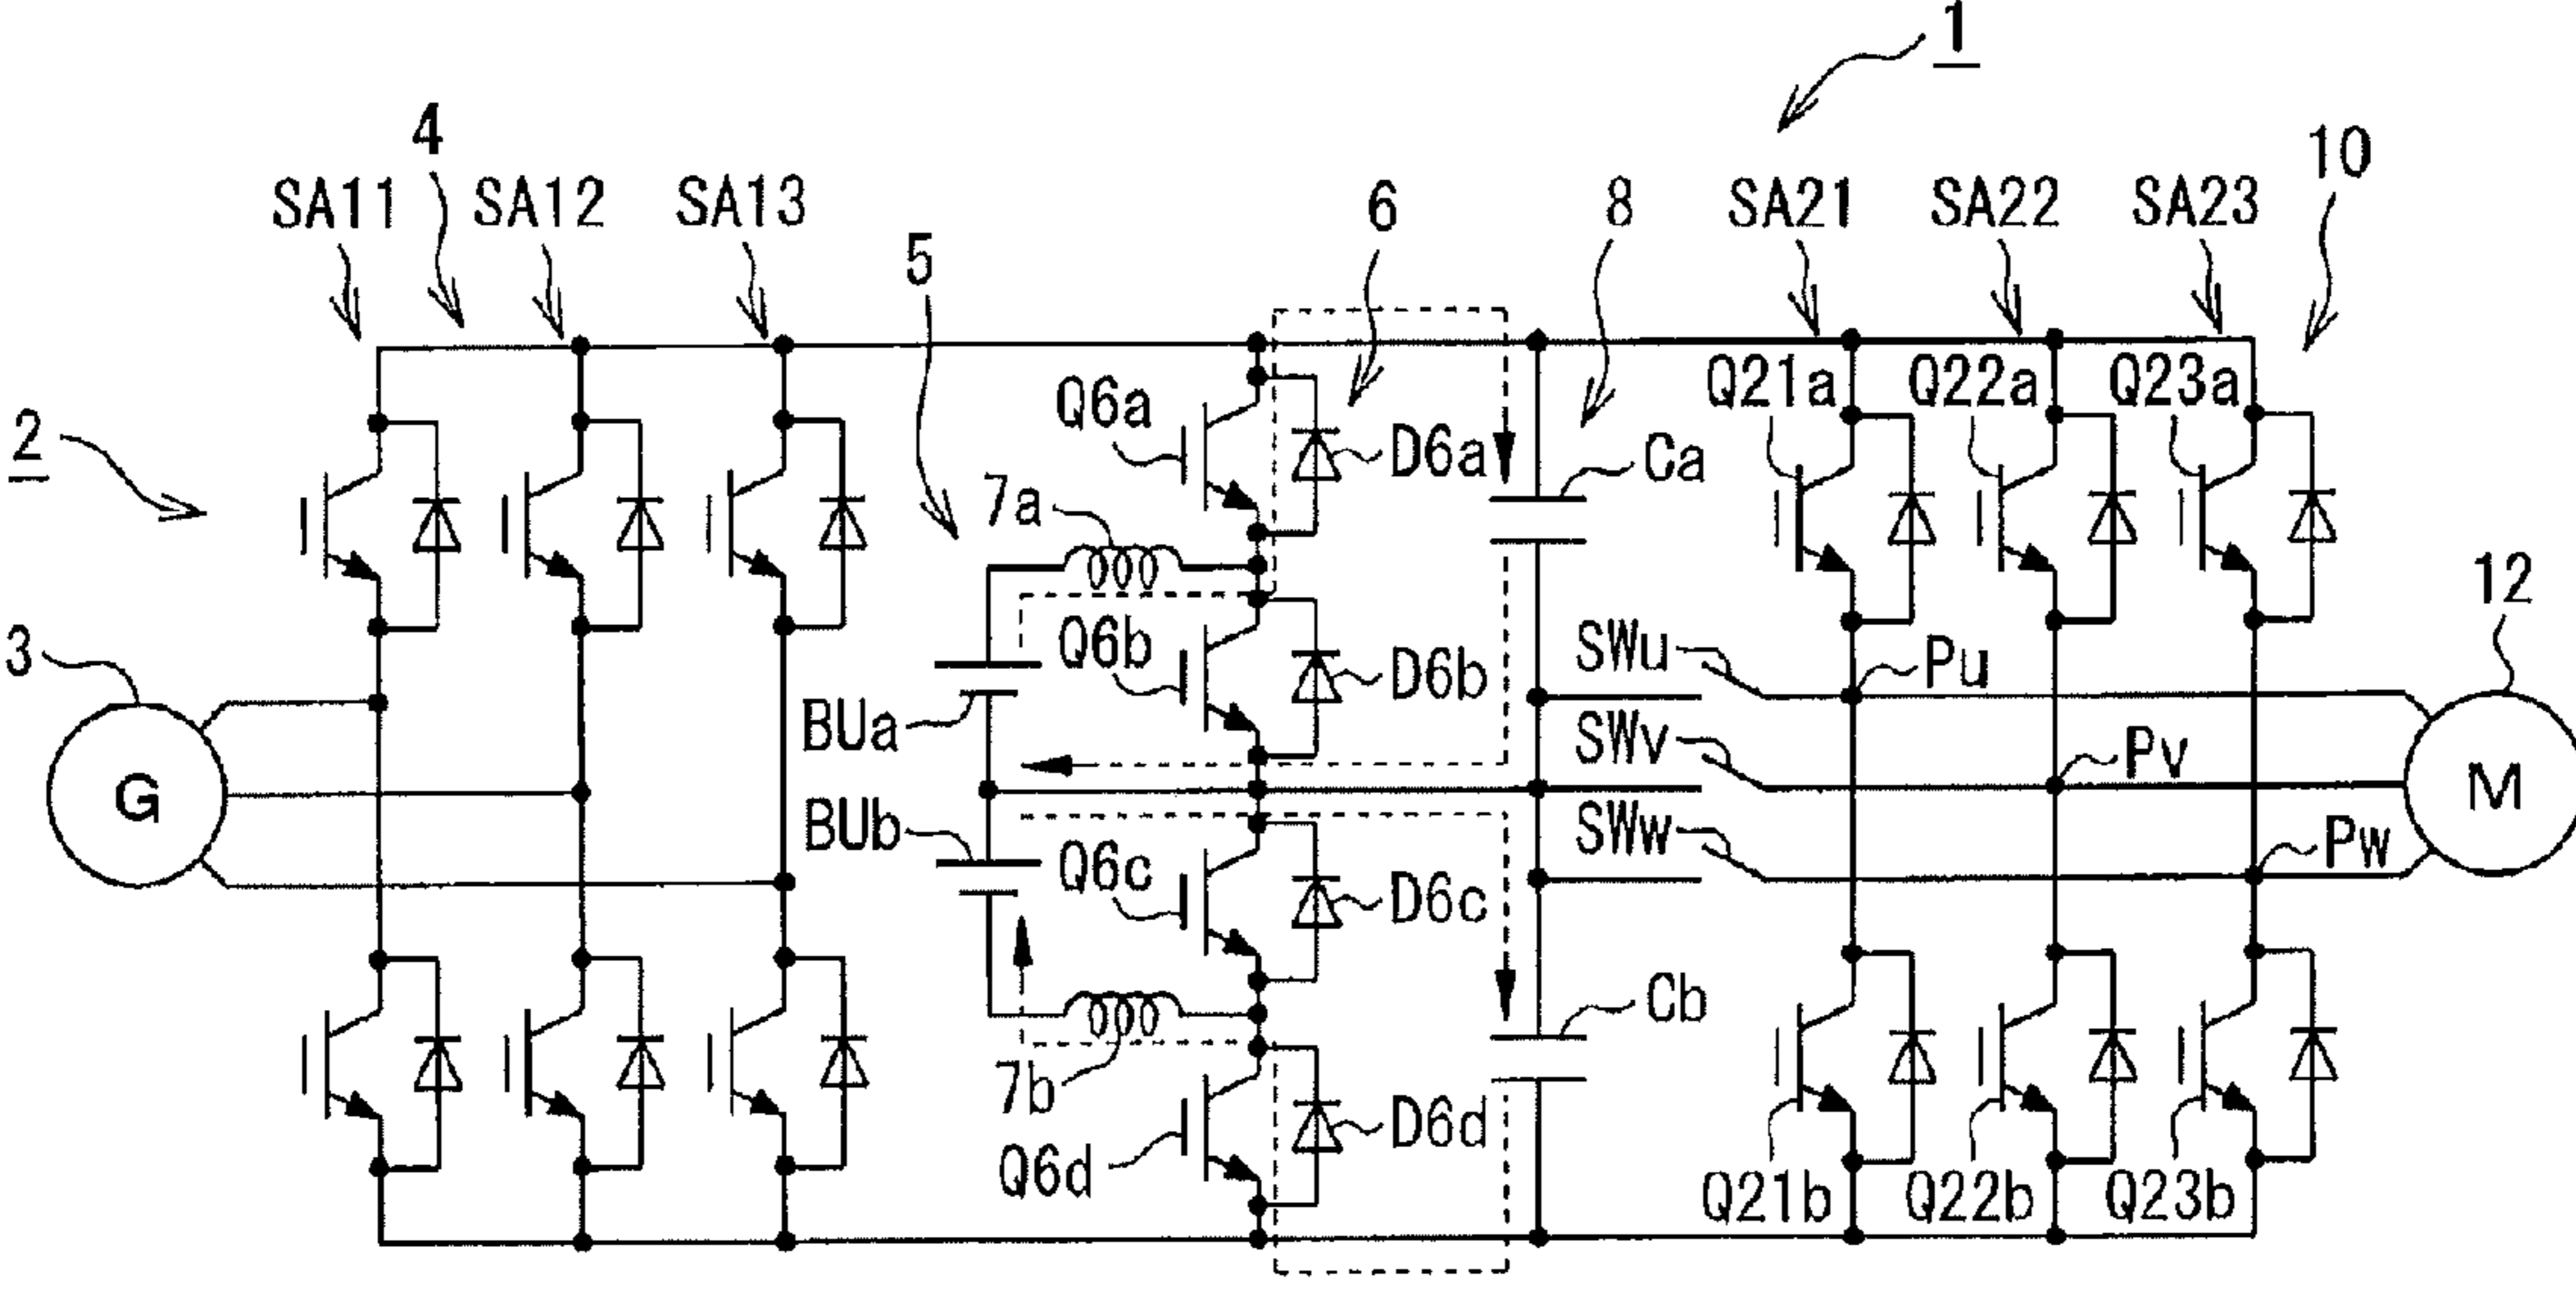 1
4
10
SA11
SA12
SA13
6
8
SA21
SA22
SA23
5
Q6a
Q21a
Q22a
Q23a
2
D6a
Ca
7a
12
3
Q6b
SWu
Pu
D6b
BUa
SWv
Pv
G
M
BUb
SWw
Pw
Q6c
D6c
Cb
7b
D6d
Q6d
Q21b
Q22b
Q23b